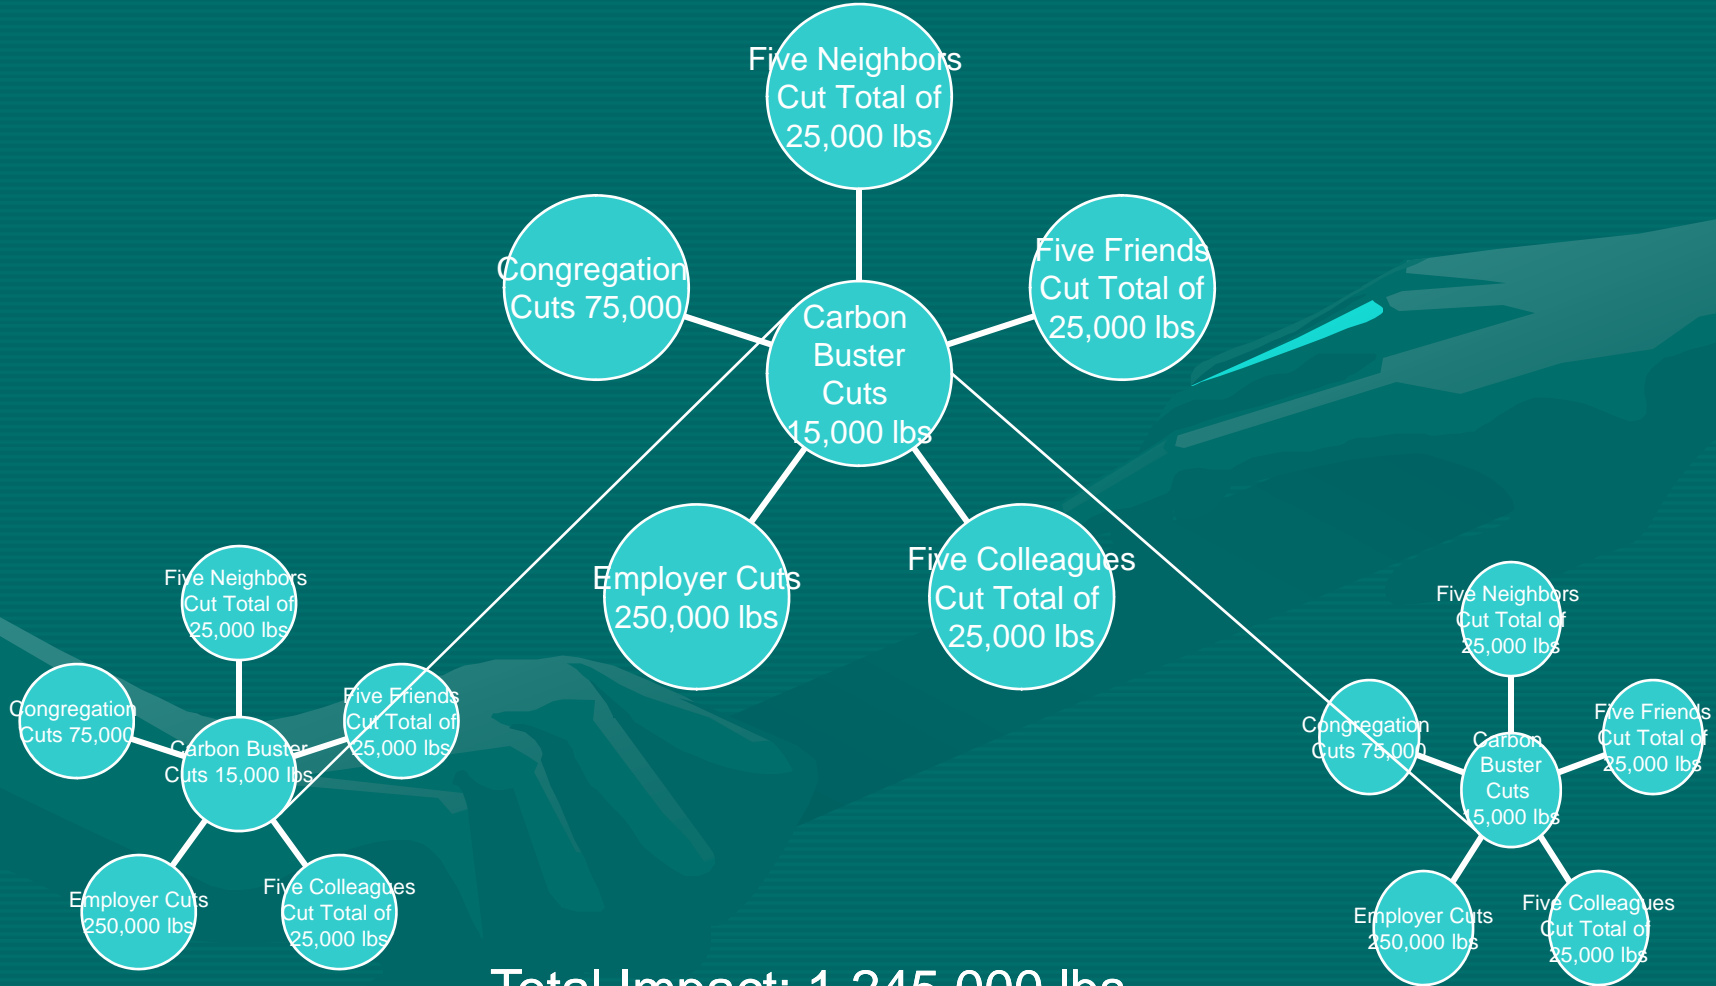 Five Neighbors
Cut Total of
25,000 lbs
Congregation
Cuts 75,000
Five Friends
Cut Total of
25,000 lbs
Carbon
Buster
Cuts
15,000 lbs
Employer Cuts
250,000 lbs
Five Colleagues
Cut Total of
25,000 lbs
Five Neighbors
Cut Total of
25,000 lbs
Congregation
Cuts 75,000
Five Friends
Cut Total of
25,000 lbs
Carbon Buster
Cuts 15,000 lbs
Employer Cuts
250,000 lbs
Five Colleagues
Cut Total of
25,000 lbs
Five Neighbors
Cut Total of
25,000 lbs
Congregation
Cuts 75,000
Five Friends
Cut Total of
25,000 lbs
Carbon
Buster
Cuts
15,000 lbs
Employer Cuts
250,000 lbs
Five Colleagues
Cut Total of
25,000 lbs
Total Impact: 1,245,000 lbs